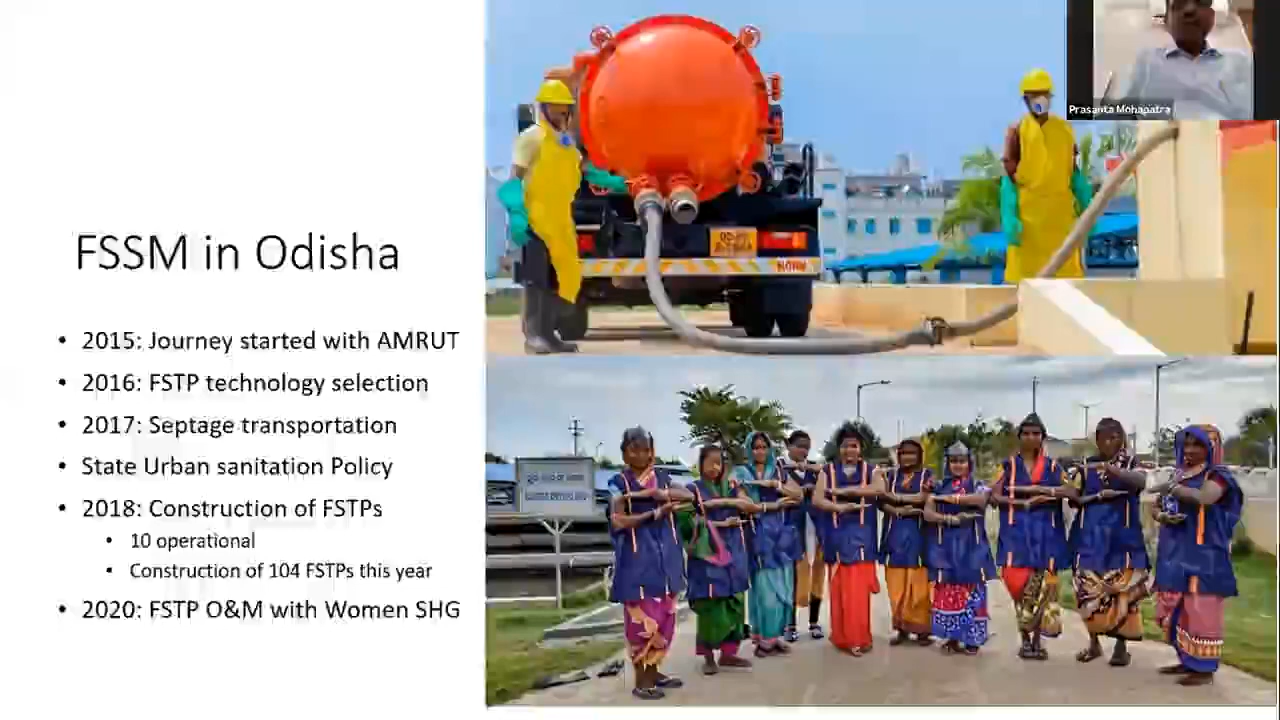 FSSM in Odisha
• 2015: Journey started with AMRUT
• 2016: FSTP technology selection
• 2017: Septage transportation
• State Urban sanitation Policy
• 2018: Construction of FSTPs
• 10 operational
• Construction of 104 FSTPs this year
• 2020: FSTP O&M with Women SHG
Prasanta Mohapatra